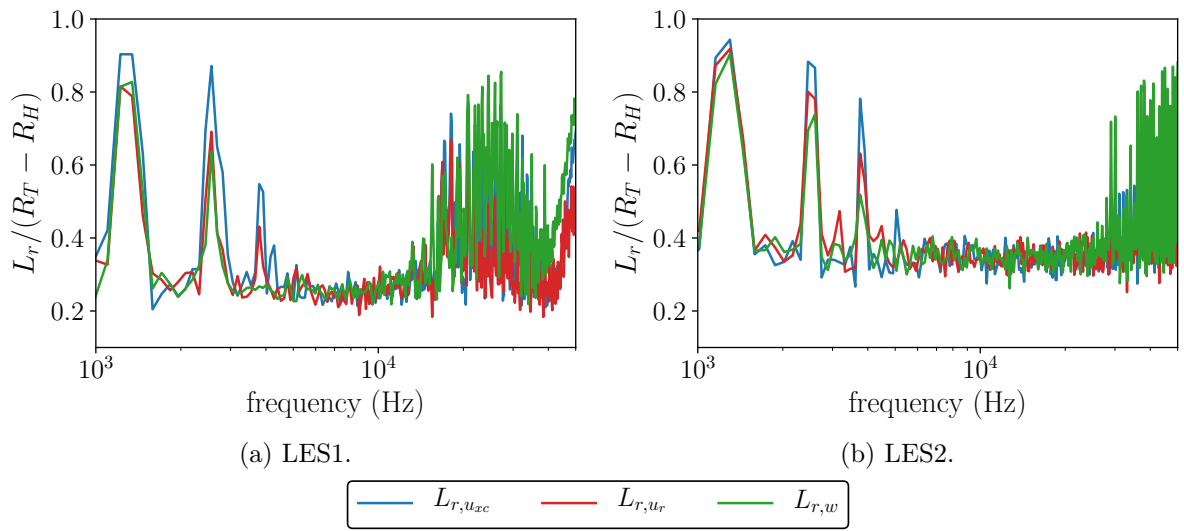 1.0
0.8
0.6
0.4
0.2
L_r/(R_T − R_H)
10^3
10^4
frequency (Hz)
(a) LES1.
1.0
0.8
0.6
0.4
0.2
L_r/(R_T − R_H)
10^3
10^4
frequency (Hz)
(b) LES2.
L_{r,u_{xc}} L_{r,u_r} L_{r,w}